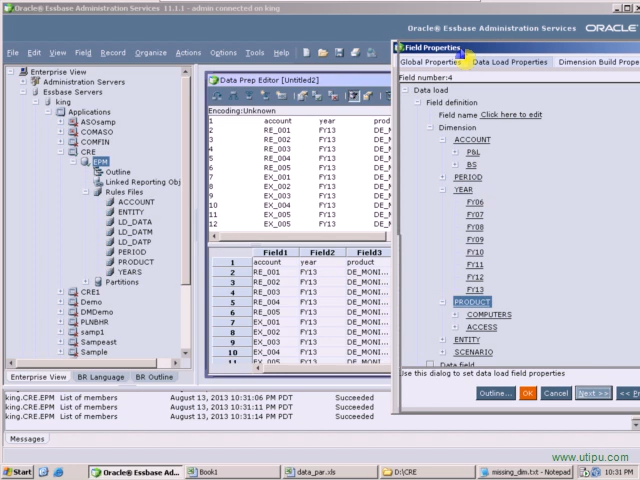 Oracle® Essbase Administration Services  11.1.1 - admin connected on king
Oracle® Essbase Administration Services ORACLE
File Edit View Field Record Organize Actions Options Tools Help
Enterprise View
Administration Servers
Essbase Servers
king
Applications
ASOsamp
COMASO
COMFIN
CRE
EPM
Outline
Linked Reporting Obj
Rules Files
ACCOUNT
ENTITY
LD_DATA
LD_DATM
LD_DATP
PERIOD
PRODUCT
YEARS
Partitions
CRE1
Demo
DMDemo
PLNBHR
samp1
Sampeast
Sample
Enterprise View BR Language BR Outline
Data Prep Editor [Untitled2]
Encoding:Unknown
1 account year prod
2 RE_001 FY13 DE_M
3 RE_002 FY13 DE_M
4 RE_003 FY13 DE_M
5 RE_004 FY13 DE_M
6 RE_005 FY13 DE_M
7 EX_001 FY13 DE_M
8 EX_002 FY13 DE_M
9 EX_003 FY13 DE_M
10 EX_004 FY13 DE_M
11 EX_005 FY13 DE_M
12 EX_005 FY13 DE_M
Field1 Field2 Field3
1 account year product
2 RE_001 FY13 DE_MONI...
3 RE_002 FY13 DE_MONI...
4 RE_003 FY13 DE_MONI...
5 RE_004 FY13 DE_MONI...
6 RE_005 FY13 DE_MONI...
7 EX_001 FY13 DE_MONI...
8 EX_002 FY13 DE_MONI...
9 EX_003 FY13 DE_MONI...
10 EX_004 FY13 DE_MONI...
11 EX_005 FY13 DE_MONI...
Field Properties
Global Properties Data Load Properties Dimension Build Prope
Field number:4
Data load
Field definition
Field name Click here to edit
Dimension
ACCOUNT
P&L
BS
PERIOD
YEAR
FY06
FY07
FY08
FY09
FY10
FY11
FY12
FY13
PRODUCT
COMPUTERS
ACCESS
ENTITY
SCENARIO
Data field
Use this dialog to set data load field properties
Outline... OK Cancel Next >> << P
king.CRE.EPM List of members August 13, 2013 10:31:06 PM PDT Succeeded
king.CRE.EPM List of members August 13, 2013 10:31:11 PM PDT Succeeded
king.CRE.EPM List of members August 13, 2013 10:31:14 PM PDT Succeeded
Messages
www.utipu.com
Start Oracle® Essbase Ad... Book1 data_par.xls D:\CRE missing_dim.txt - Notepad 10:31 PM